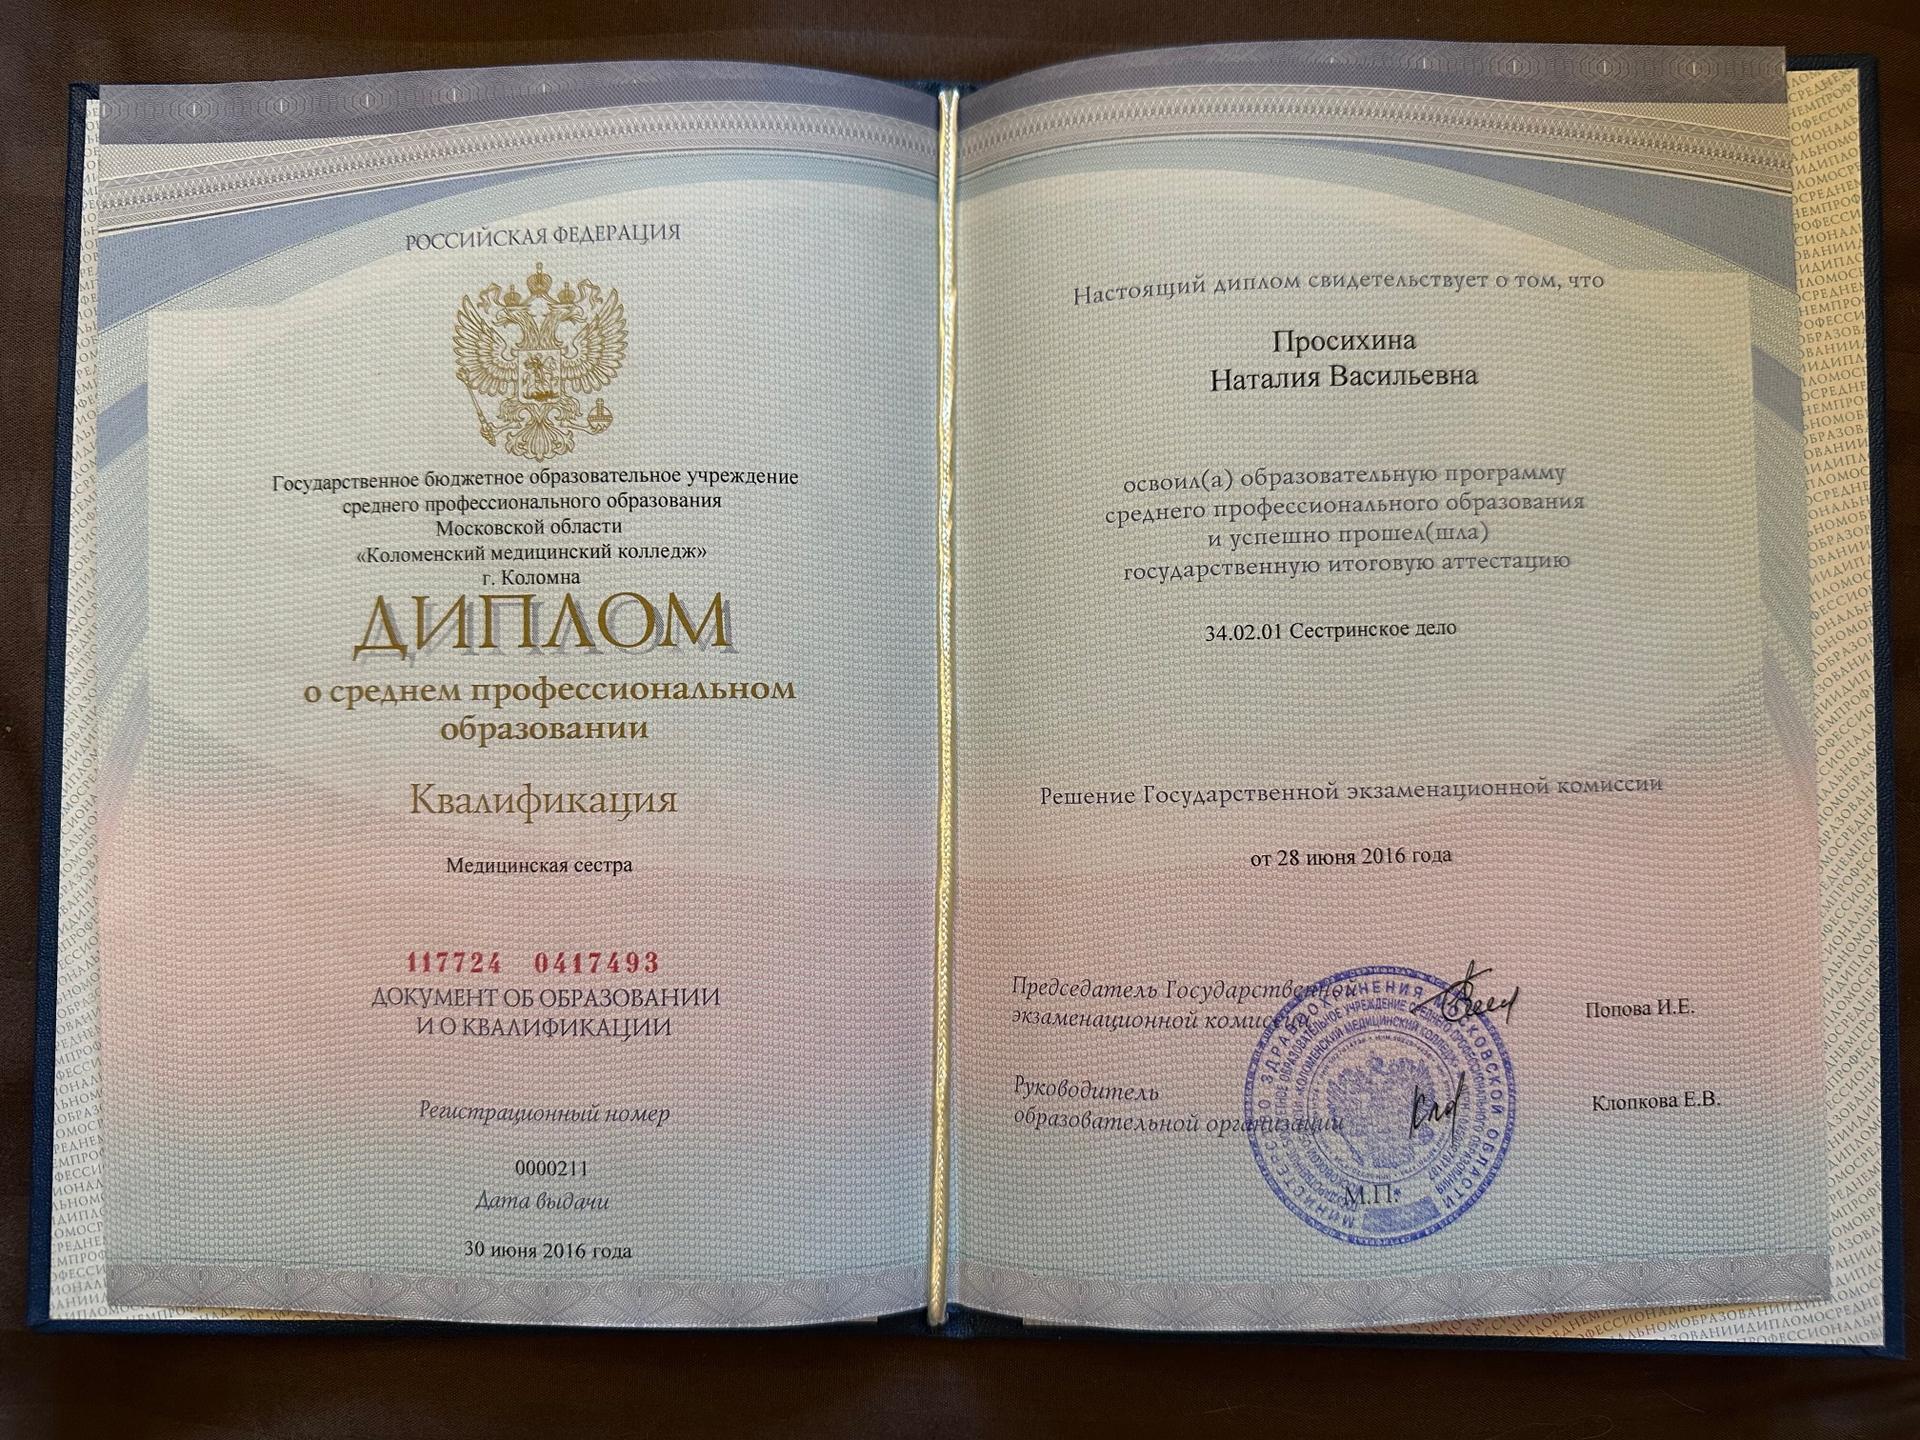 РОССИЙСКАЯ ФЕДЕРАЦИЯ
Государственное бюджетное образовательное учреждение
среднего профессионального образования
Московской области
«Коломенский медицинский колледж»
г. Коломна
ДИПЛОМ
о среднем профессиональном
образовании
Квалификация
Медицинская сестра
117724 0417493
ДОКУМЕНТ ОБ ОБРАЗОВАНИИ
И О КВАЛИФИКАЦИИ
Регистрационный номер
0000211
Дата выдачи
30 июня 2016 года
Настоящий диплом свидетельствует о том, что
Просихина
Наталия Васильевна
освоил(а) образовательную программу
среднего профессионального образования
и успешно прошел(шла)
государственную итоговую аттестацию
34.02.01 Сестринское дело
Решение Государственной экзаменационной комиссии
от 28 июня 2016 года
Председатель Государственной
экзаменационной комиссии
Попова И.Е.
Руководитель
образовательной организации
Клопкова Е.В.
М.П.
МИНИСТЕРСТВО ЗДРАВООХРАНЕНИЯ МОСКОВСКОЙ ОБЛАСТИ